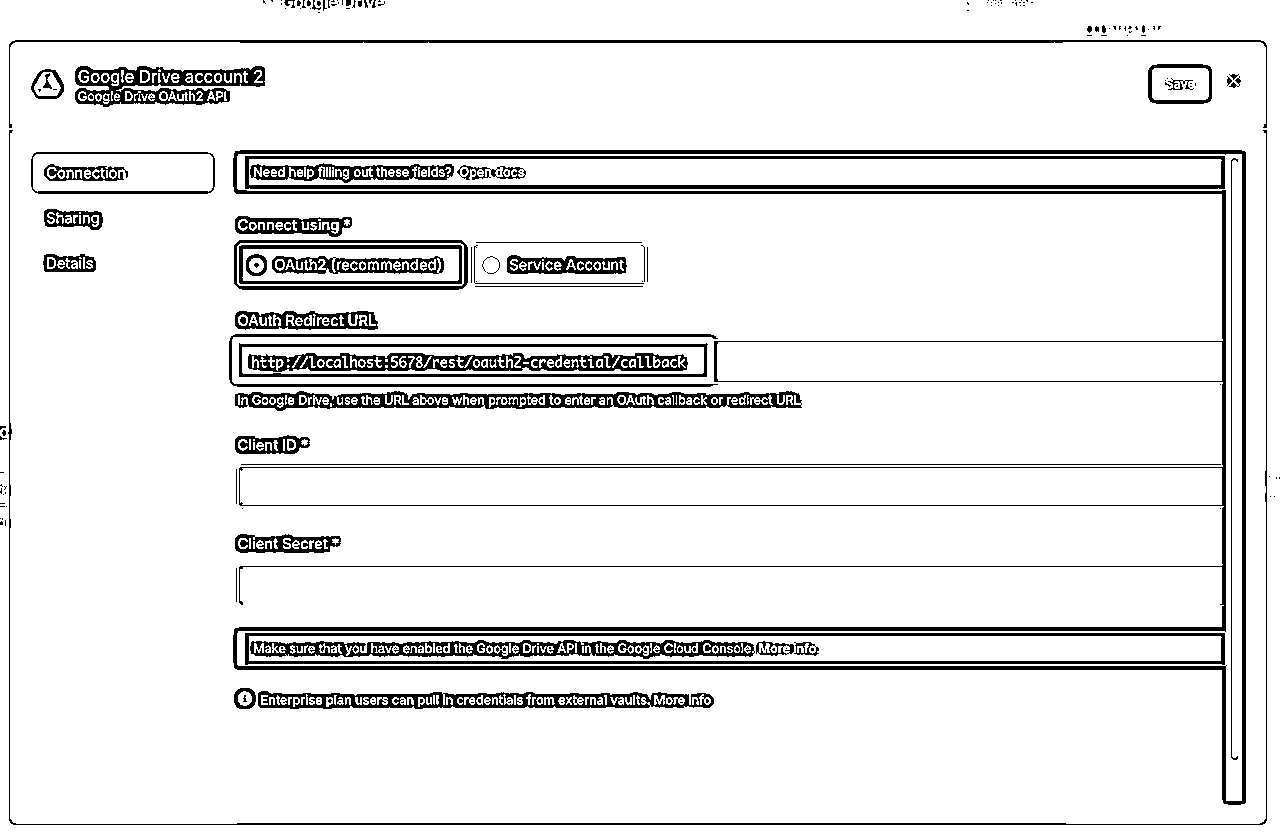 Google Drive
Google Drive account 2
Google Drive OAuth2 API
Save
Connection
Sharing
Details
Need help filling out these fields? Open docs
Connect using *
OAuth2 (recommended)
Service Account
OAuth Redirect URL
http://localhost:5678/rest/oauth2-credential/callback
In Google Drive, use the URL above when prompted to enter an OAuth callback or redirect URL
Client ID *
Client Secret *
Make sure that you have enabled the Google Drive API in the Google Cloud Console. More info
Enterprise plan users can pull in credentials from external vaults. More info